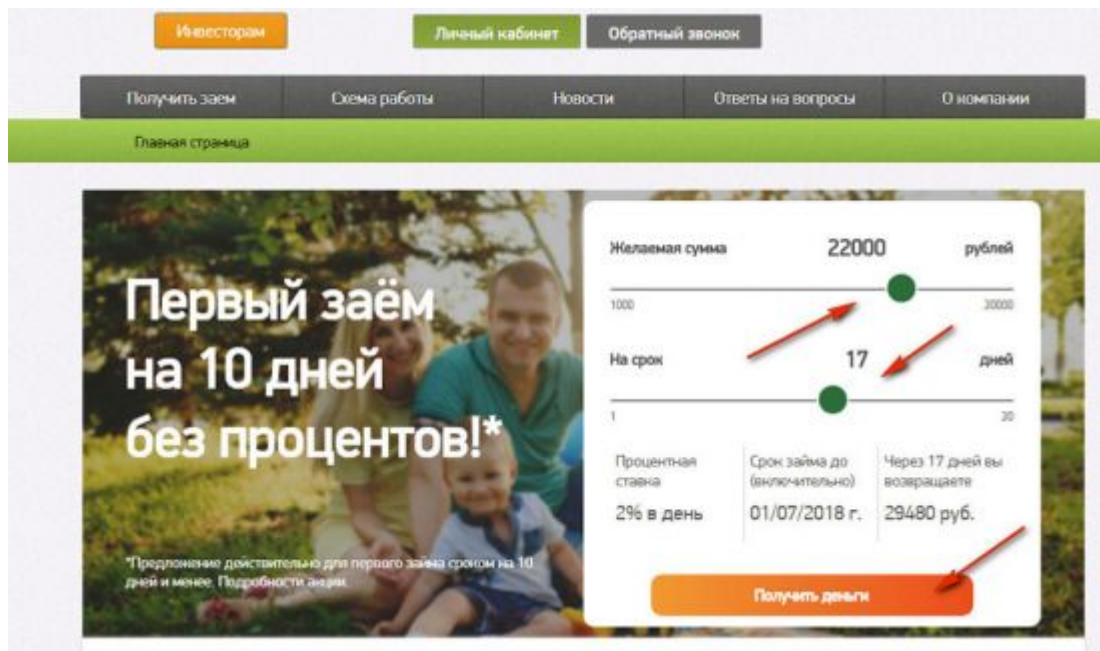 Инвесторам
Личный кабинет
Обратный звонок
Получить заем
Схема работы
Новости
Ответы на вопросы
О компании
Главная страница
Первый заём
на 10 дней
без процентов!*
*Предложение действительно для первого займа сроком на 10
дней и менее. Подробности акции.
Желаемая сумма 22000 рублей
1000 30000
На срок 17 дней
1 30
Процентная
ставка
2% в день
Срок займа до
(включительно)
01/07/2018 г.
Через 17 дней вы
возвращаете
29480 руб.
Получить деньги